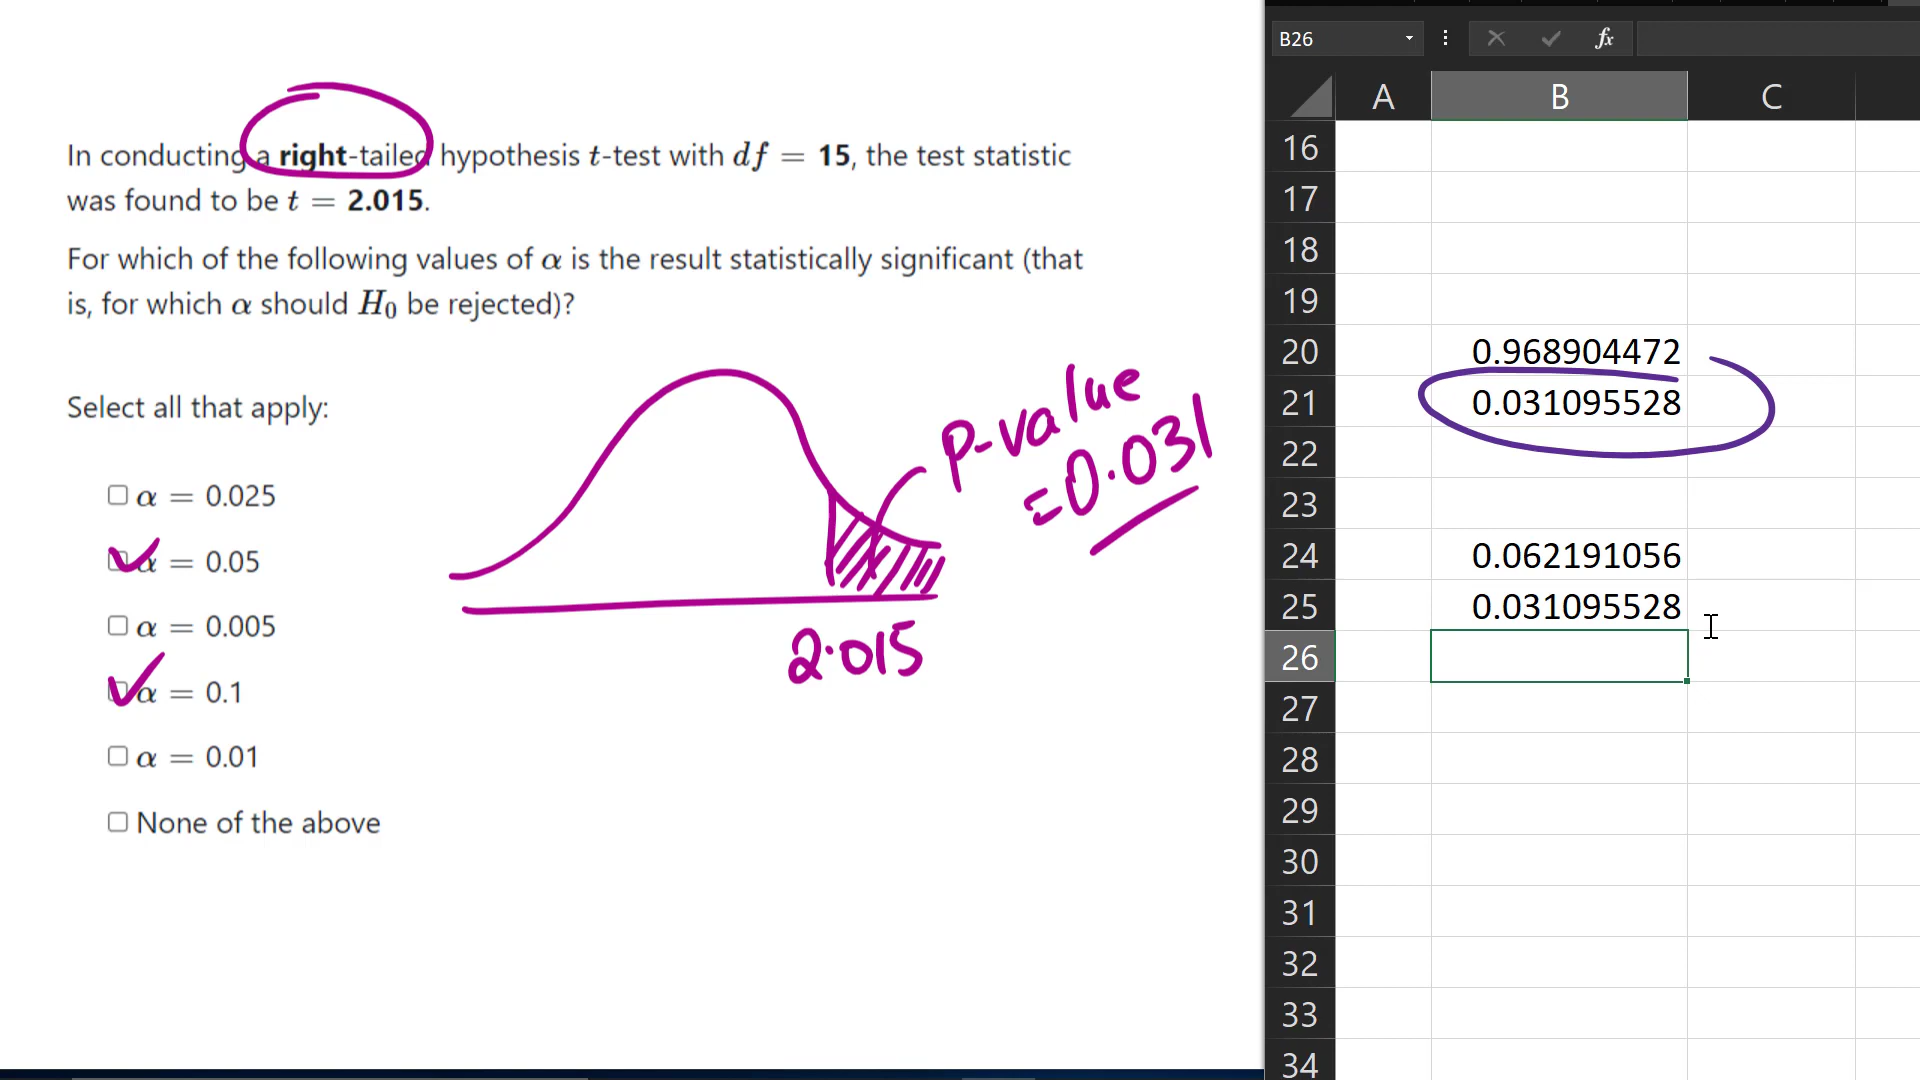 In conducting a right-tailed hypothesis t-test with df = 15, the test statistic
was found to be t = 2.015.
For which of the following values of α is the result statistically significant (that
is, for which α should H₀ be rejected)?
Select all that apply:
α = 0.025
α = 0.05
α = 0.005
α = 0.1
α = 0.01
None of the above
p-value
=0.031
2.015
B26
fx
A B C
16
17
18
19
20 0.968904472
21 0.031095528
22
23
24 0.062191056
25 0.031095528
26
27
28
29
30
31
32
33
34